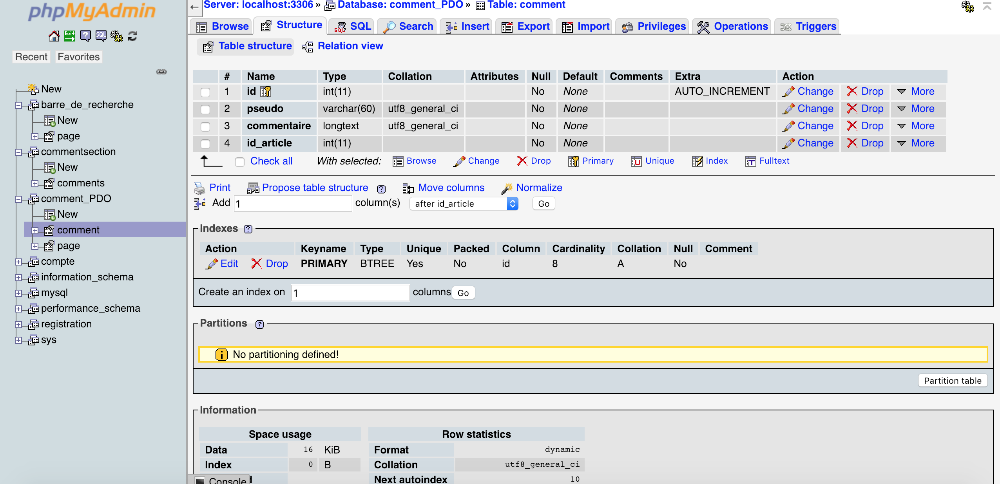 phpMyAdmin
Recent Favorites
New
barre_de_recherche
New
page
commentsection
New
comments
comment_PDO
New
comment
page
compte
information_schema
mysql
performance_schema
registration
sys
Server: localhost:3306 » Database: comment_PDO » Table: comment
Browse Structure SQL Search Insert Export Import Privileges Operations Triggers
Table structure Relation view
# Name Type Collation Attributes Null Default Comments Extra Action
1 id int(11) No None AUTO_INCREMENT Change Drop More
2 pseudo varchar(60) utf8_general_ci No None Change Drop More
3 commentaire longtext utf8_general_ci No None Change Drop More
4 id_article int(11) No None Change Drop More
Check all With selected: Browse Change Drop Primary Unique Index Fulltext
Print Propose table structure Move columns Normalize
Add 1 column(s) after id_article Go
Indexes
Action Keyname Type Unique Packed Column Cardinality Collation Null Comment
Edit Drop PRIMARY BTREE Yes No id 8 A No
Create an index on 1 columns Go
Partitions
No partitioning defined!
Partition table
Information
Space usage Row statistics
Data 16 KiB Format dynamic
Index 0 B Collation utf8_general_ci
Console Next autoindex 10